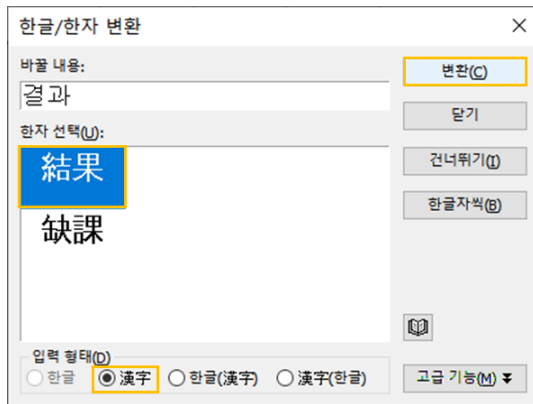 한글/한자 변환
바꿀 내용:
결과
한자 선택(U):
結果
缺課
변환(C)
닫기
건너뛰기(I)
한글자씩(B)
입력 형태(D)
한글 漢字 한글(漢字) 漢字(한글)
고급 기능(M)